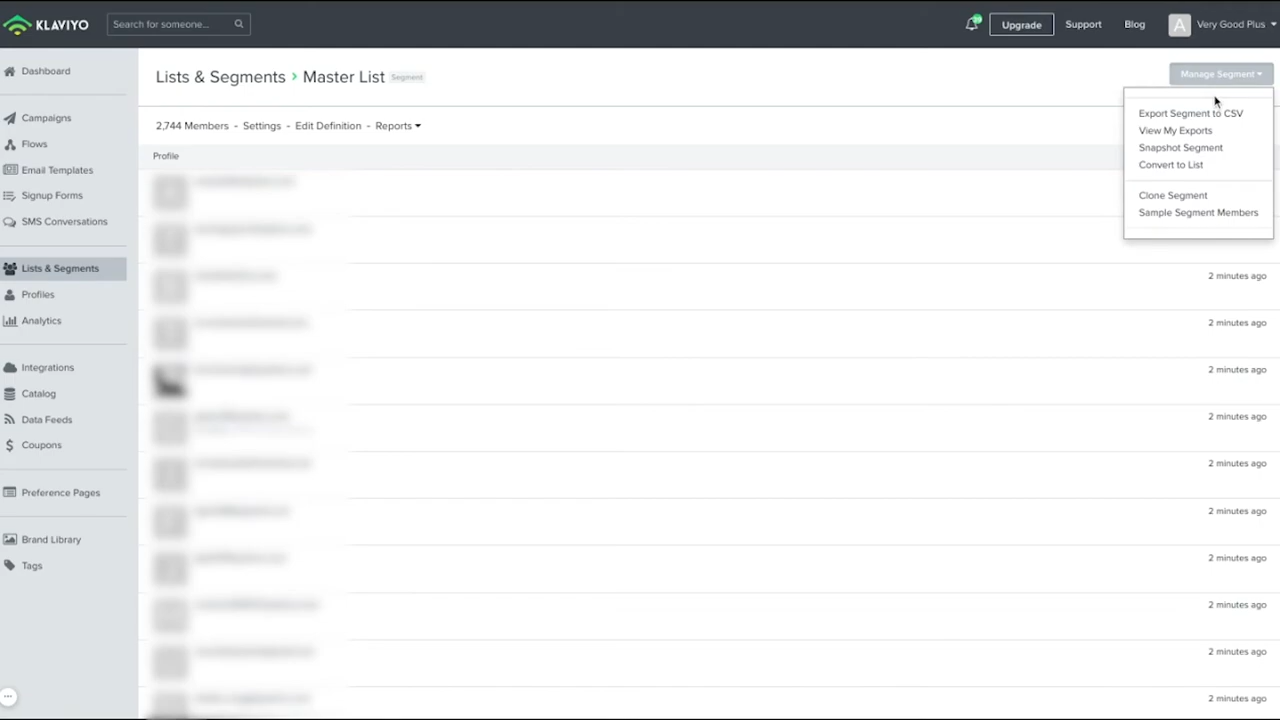 KLAVIYO
Search for someone...
Upgrade
Support
Blog
A
Very Good Plus
Dashboard
Campaigns
Flows
Email Templates
Signup Forms
SMS Conversations
Lists & Segments
Profiles
Analytics
Integrations
Catalog
Data Feeds
Coupons
Preference Pages
Brand Library
Tags
Lists & Segments > Master List Segment
Manage Segment
2,744 Members - Settings - Edit Definition - Reports
Profile
Export Segment to CSV
View My Exports
Snapshot Segment
Convert to List
Clone Segment
Sample Segment Members
2 minutes ago
2 minutes ago
2 minutes ago
2 minutes ago
2 minutes ago
2 minutes ago
2 minutes ago
2 minutes ago
2 minutes ago
2 minutes ago